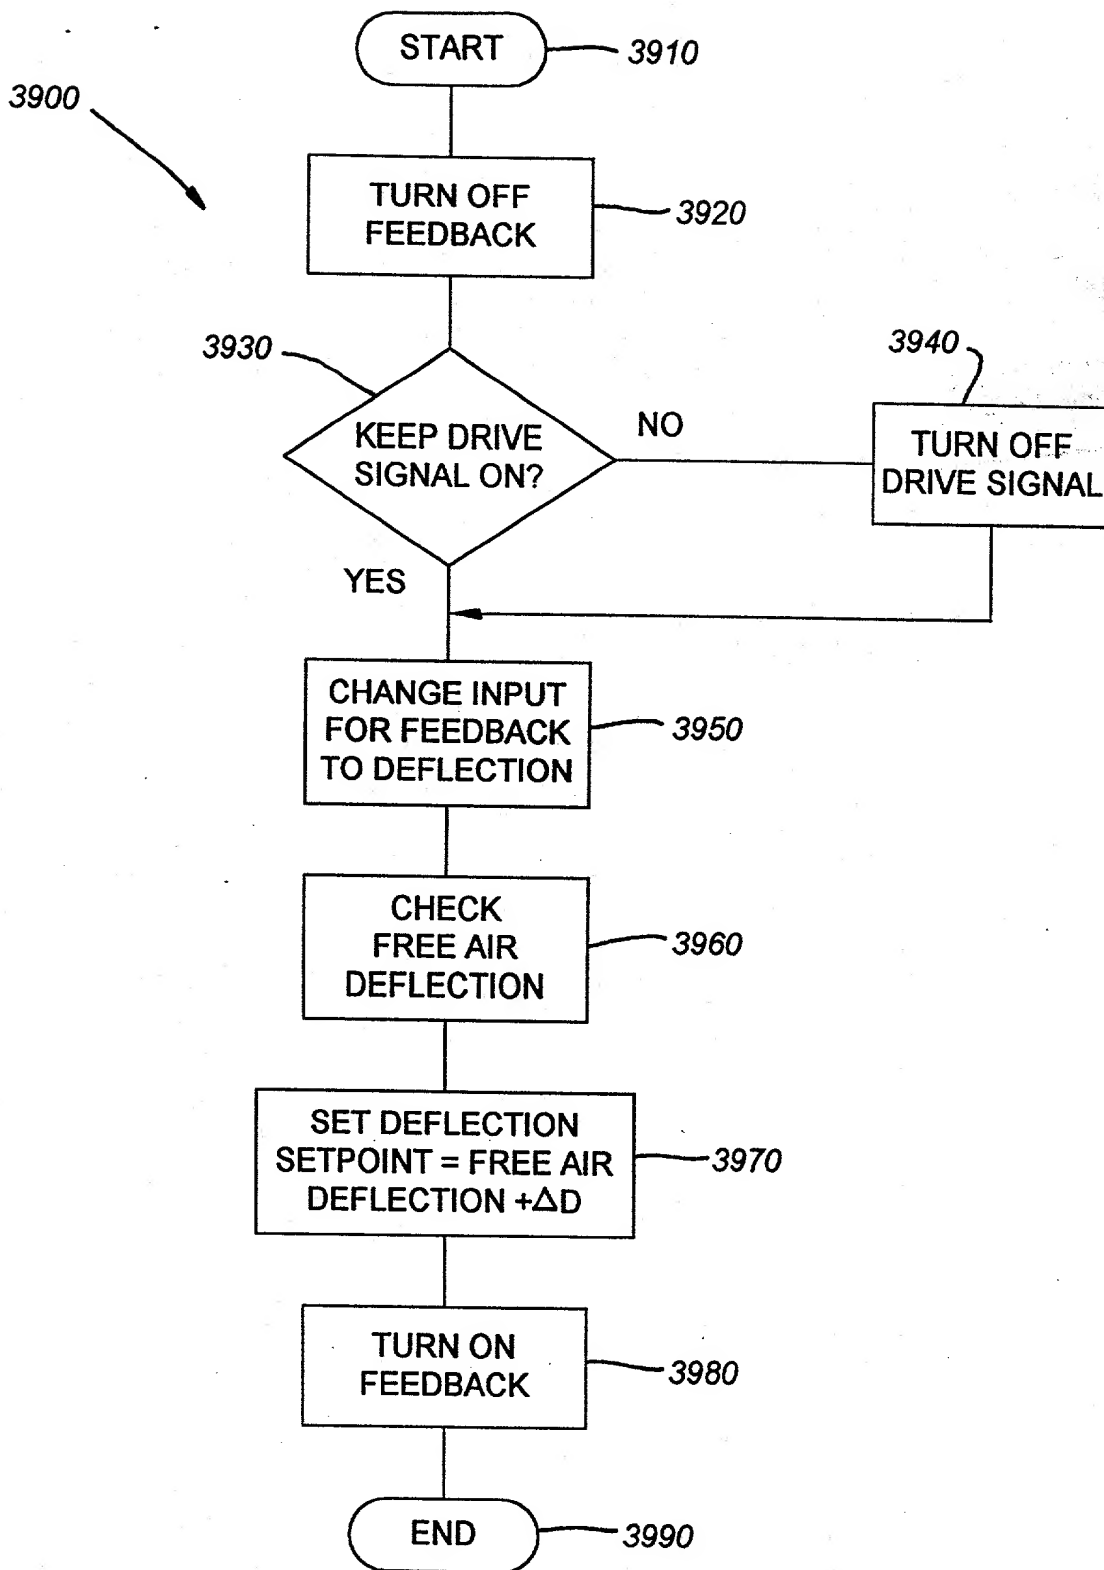 START
3910
3900
TURN OFF
FEEDBACK
3920
3930
3940
KEEP DRIVE
SIGNAL ON?
NO
TURN OFF
DRIVE SIGNAL
YES
CHANGE INPUT
FOR FEEDBACK
TO DEFLECTION
3950
CHECK
FREE AIR
DEFLECTION
3960
SET DEFLECTION
SETPOINT = FREE AIR
DEFLECTION +ΔD
3970
TURN ON
FEEDBACK
3980
END
3990